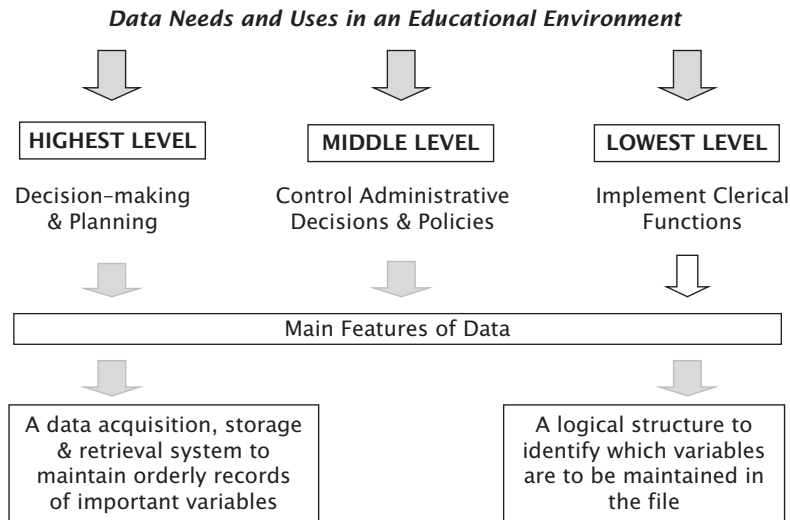 Data Needs and Uses in an Educational Environment
HIGHEST LEVEL
Decision–making
& Planning
MIDDLE LEVEL
Control Administrative
Decisions & Policies
LOWEST LEVEL
Implement Clerical
Functions
Main Features of Data
A data acquisition, storage
& retrieval system to
maintain orderly records
of important variables
A logical structure to
identify which variables
are to be maintained in
the file